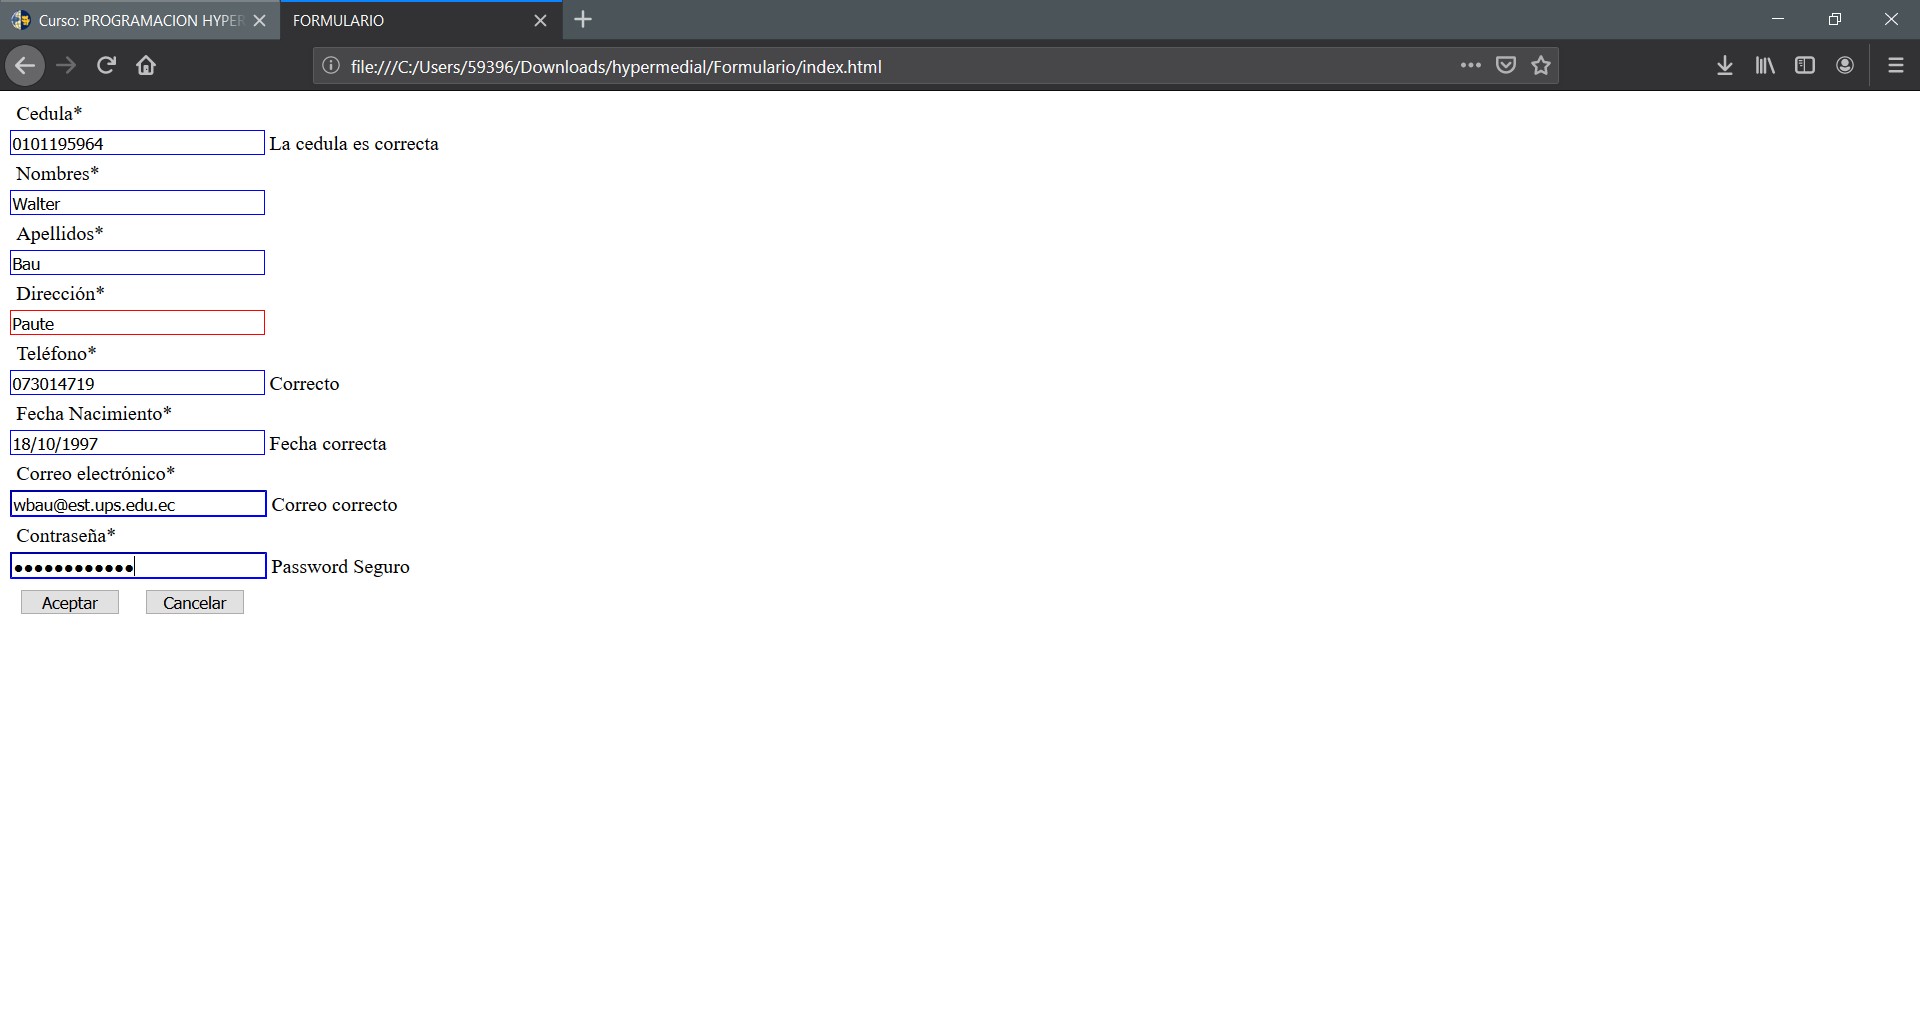 Curso: PROGRAMACION HYPER
FORMULARIO
file:///C:/Users/59396/Downloads/hypermedial/Formulario/index.html
Cedula*
0101195964 La cedula es correcta
Nombres*
Walter
Apellidos*
Bau
Dirección*
Paute
Teléfono*
073014719 Correcto
Fecha Nacimiento*
18/10/1997 Fecha correcta
Correo electrónico*
wbau@est.ups.edu.ec Correo correcto
Contraseña*
●●●●●●●●●●●● Password Seguro
Aceptar Cancelar